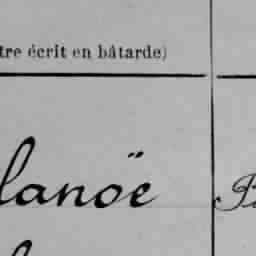 tre écrit en bâtarde)
lanoë